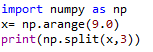 import numpy as np
x= np.arange(9.0)
print(np.split(x,3))